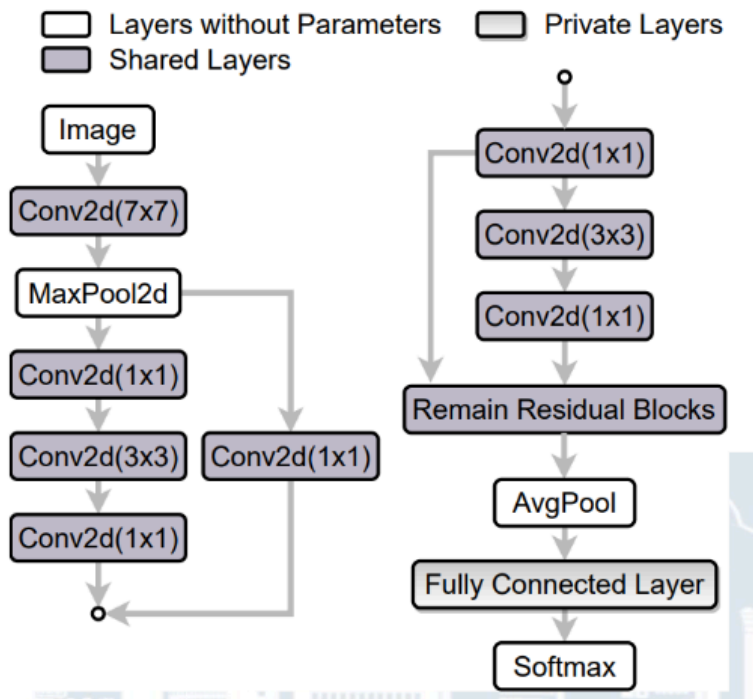 Layers without Parameters
Private Layers
Shared Layers
Image
Conv2d(7x7)
MaxPool2d
Conv2d(1x1)
Conv2d(3x3)
Conv2d(1x1)
Conv2d(1x1)
Conv2d(1x1)
Conv2d(3x3)
Conv2d(1x1)
Remain Residual Blocks
AvgPool
Fully Connected Layer
Softmax